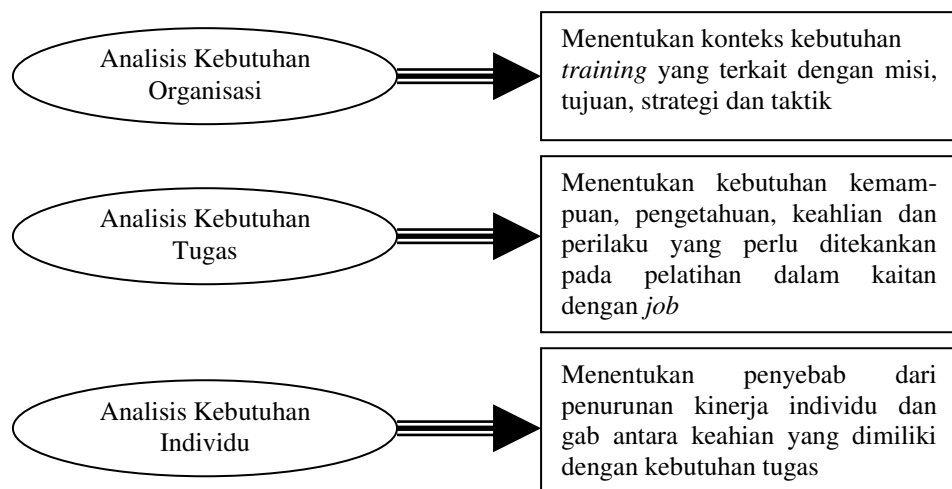 Analisis Kebutuhan
Organisasi
Menentukan konteks kebutuhan
training yang terkait dengan misi,
tujuan, strategi dan taktik
Analisis Kebutuhan
Tugas
Menentukan kebutuhan kemam-
puan, pengetahuan, keahlian dan
perilaku yang perlu ditekankan
pada pelatihan dalam kaitan
dengan job
Analisis Kebutuhan
Individu
Menentukan penyebab dari
penurunan kinerja individu dan
gab antara keahian yang dimiliki
dengan kebutuhan tugas